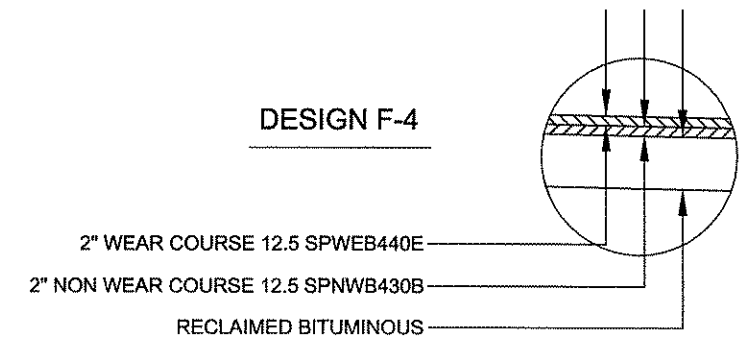 DESIGN F-4
2" WEAR COURSE 12.5 SPWEB440E
2" NON WEAR COURSE 12.5 SPNWB430B
RECLAIMED BITUMINOUS